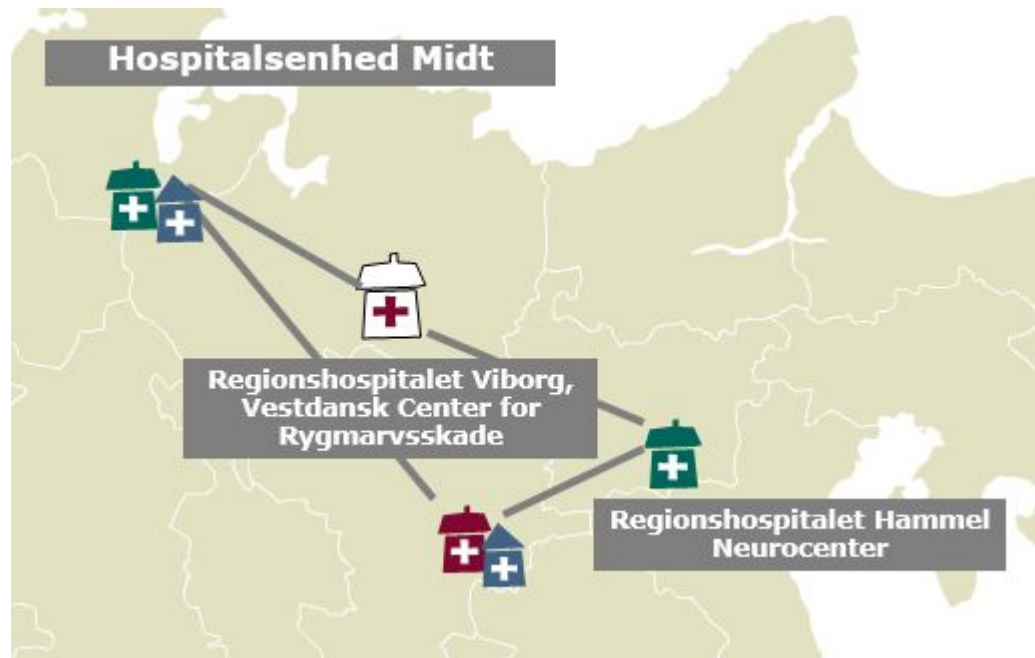 Hospitalsenhed Midt
Regionshospitalet Viborg,
Vestdansk Center for
Rygmarvsskade
Regionshospitalet Hammel
Neurocenter